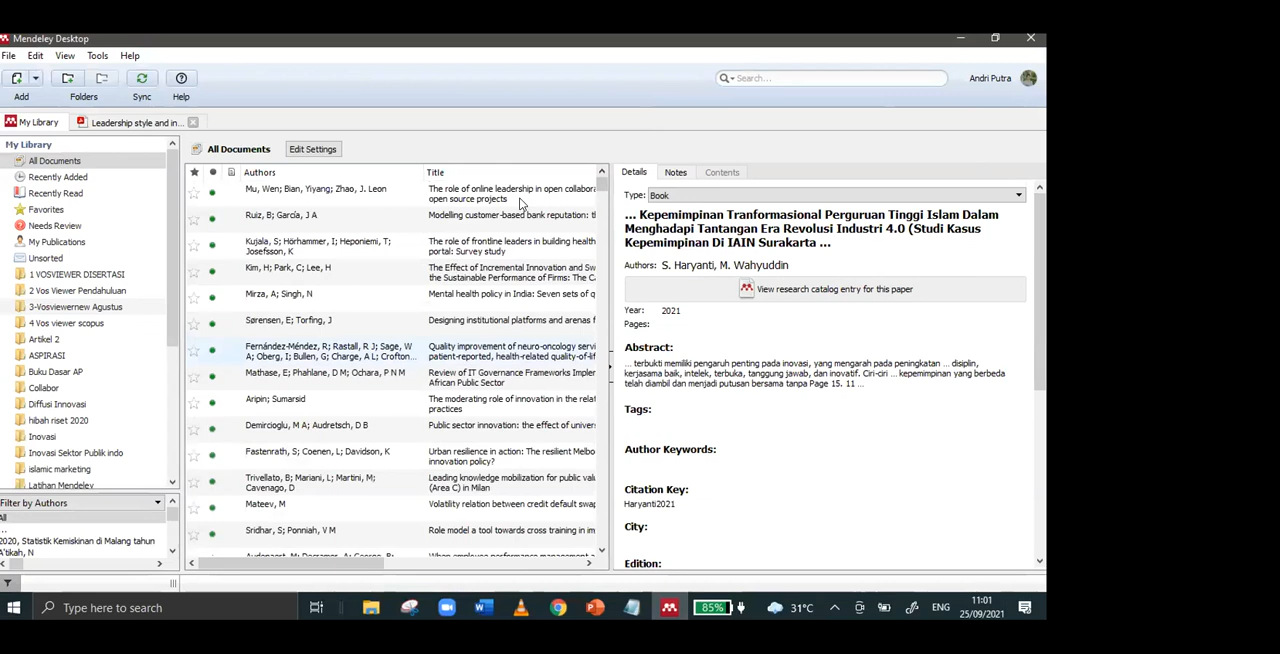 Mendeley Desktop
File Edit View Tools Help
Search...
Andri Putra
Add Folders Sync Help
My Library
Leadership style and in...
My Library
All Documents
Recently Added
Recently Read
Favorites
Needs Review
My Publications
Unsorted
1 VOSVIEWER DISERTASI
2 Vos Viewer Pendahuluan
3-Vosviewernew Agustus
4 Vos viewer scopus
Artikel 2
ASPIRASI
Buku Dasar AP
Collabor
Diffusi Innovasi
hibah riset 2020
Inovasi
Inovasi Sektor Publik indo
islamic marketing
Latihan Mendeley
Filter by Authors
All
..
2020, Statistik Kemiskinan di Malang tahun
A'tikah, N
All Documents
Edit Settings
Authors Title
Mu, Wen; Bian, Yiyang; Zhao, J. Leon
The role of online leadership in open collabora
open source projects
Ruiz, B; García, J A
Modelling customer-based bank reputation: t
Kujala, S; Hörhammer, I; Heponiemi, T;
Josefsson, K
The role of frontline leaders in building health
portal: Survey study
Kim, H; Park, C; Lee, H
The Effect of Incremental Innovation and Sw
the Sustainable Performance of Firms: The C
Mirza, A; Singh, N
Mental health policy in India: Seven sets of q
Sørensen, E; Torfing, J
Designing institutional platforms and arenas f
Fernández-Méndez, R; Rastall, R J; Sage, W
A; Oberg, I; Bullen, G; Charge, A L; Crofton...
Quality improvement of neuro-oncology servi
patient-reported, health-related quality-of-lif
Mathase, E; Phahlane, D M; Ochara, P N M
Review of IT Governance Frameworks Implem
African Public Sector
Aripin; Sumarsid
The moderating role of innovation in the relat
practices
Demircioglu, M A; Audretsch, D B
Public sector innovation: the effect of univers
Fastenrath, S; Coenen, L; Davidson, K
Urban resilience in action: The resilient Melbo
innovation policy?
Trivellato, B; Mariani, L; Martini, M;
Cavenago, D
Leading knowledge mobilization for public valu
(Area C) in Milan
Mateev, M
Volatility relation between credit default swap
Sridhar, S; Ponniah, V M
Role model a tool towards cross training in im
Details Notes Contents
Type: Book
... Kepemimpinan Tranformasional Perguruan Tinggi Islam Dalam
Menghadapi Tantangan Era Revolusi Industri 4.0 (Studi Kasus
Kepemimpinan Di IAIN Surakarta ...
Authors: S. Haryanti, M. Wahyuddin
View research catalog entry for this paper
Year: 2021
Pages:
Abstract:
... terbukti memiliki pengaruh penting pada inovasi, yang mengarah pada peningkatan ... disiplin,
kerjasama baik, intelek, terbuka, tanggung jawab, dan inovatif. Ciri-ciri ... kepemimpinan yang berbeda
telah diambil dan menjadi putusan bersama tanpa Page 15. 11 ...
Tags:
Author Keywords:
Citation Key:
Haryanti2021
City:
Edition:
Type here to search
85%
31°C
ENG
11:01
25/09/2021